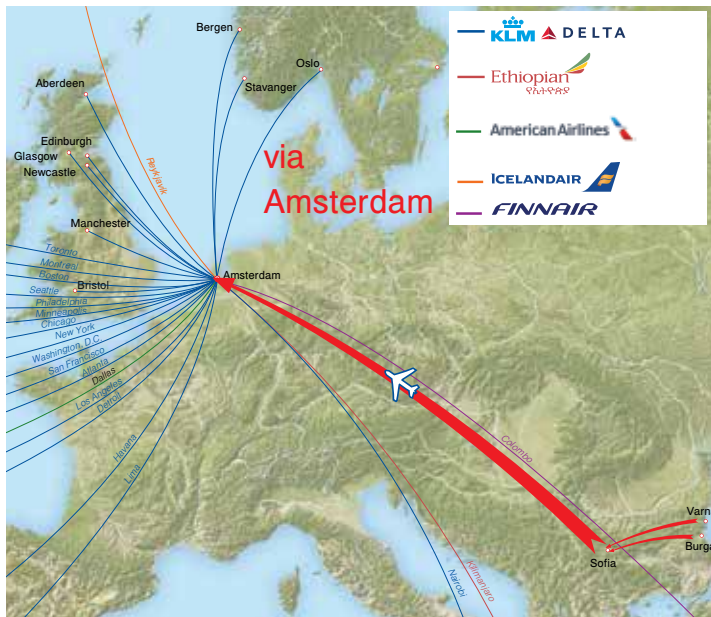 Bergen
KLM DELTA
Oslo
Stavanger
Aberdeen
Ethiopian
የኢትዮጵያ
American Airlines
Edinburgh
Glasgow
Newcastle
Reykjavik
via
Amsterdam
ICELANDAIR
FINNAIR
Manchester
Toronto
Montreal
Boston
Seattle
Bristol
Philadelphia
Minneapolis
Chicago
New York
Washington, D.C.
San Francisco
Atlanta
Dallas
Los Angeles
Detroit
Amsterdam
Havana
Lima
Colombo
Nairobi
Kilimanjaro
Varn
Burga
Sofia